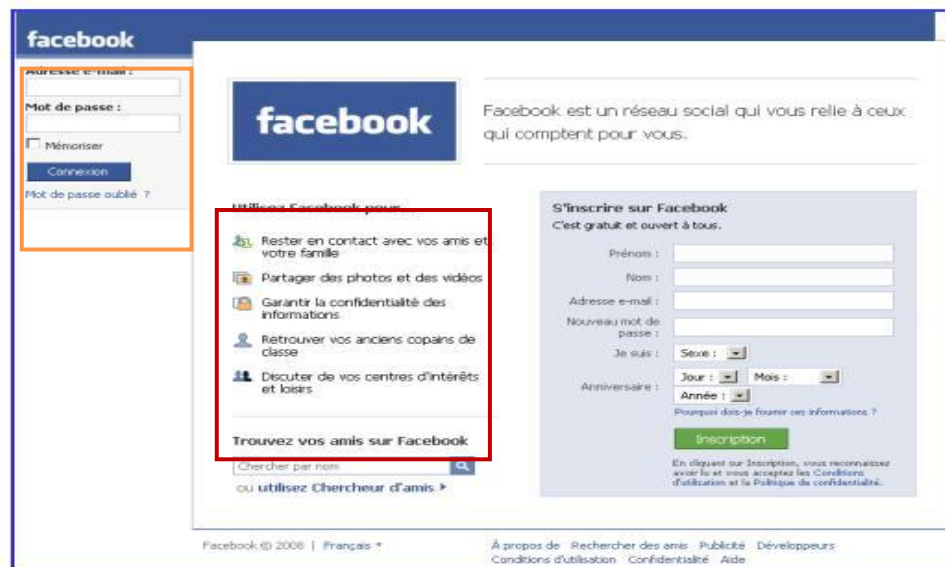 facebook
Adresse e-mail :
Mot de passe :
Mémoriser
Connexion
Mot de passe oublié ?
facebook
Facebook est un réseau social qui vous relie à ceux
qui comptent pour vous.
Utilisez Facebook pour
Rester en contact avec vos amis et
votre famille
Partager des photos et des vidéos
Garantir la confidentialité des
informations
Retrouver vos anciens copains de
classe
Discuter de vos centres d'intérêts
et loisirs
Trouvez vos amis sur Facebook
Chercher par nom
ou utilisez Chercheur d'amis
S'inscrire sur Facebook
C'est gratuit et ouvert à tous.
Prénom :
Nom :
Adresse e-mail :
Nouveau mot de
passe :
Je suis : Sexe :
Anniversaire : Jour : Mois :
Année :
Pourquoi dois-je fournir ces informations ?
Inscription
En cliquant sur Inscription, vous reconnaissez
avoir lu et vous acceptez les Conditions
d'utilisation et la Politique de confidentialité.
Facebook © 2008 | Français
À propos de Rechercher des amis Publicité Développeurs
Conditions d'utilisation Confidentialité Aide